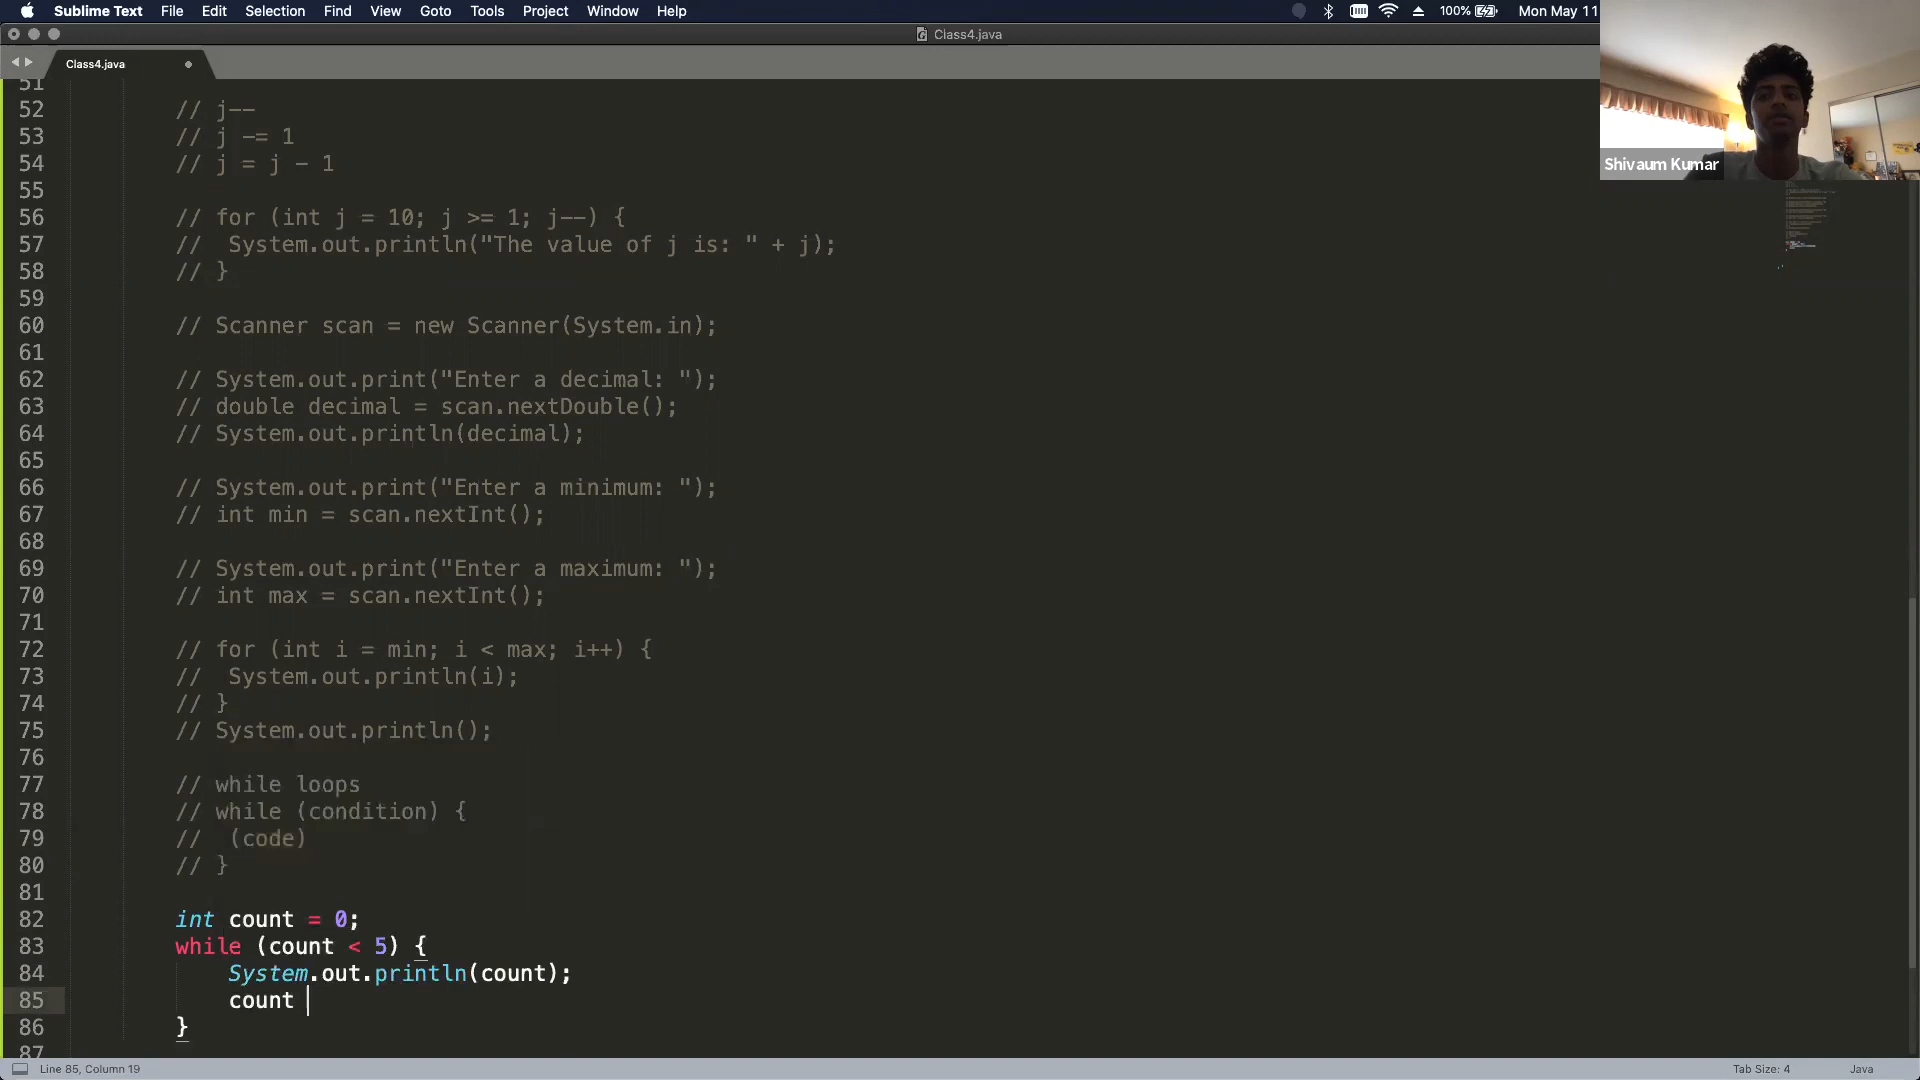 Sublime Text File Edit Selection Find View Goto Tools Project Window Help 100% Mon May 11
Class4.java
Class4.java
Shivaum Kumar
51
52 // j--
53 // j -= 1
54 // j = j - 1
55
56 // for (int j = 10; j >= 1; j--) {
57 //  System.out.println("The value of j is: " + j);
58 // }
59
60 // Scanner scan = new Scanner(System.in);
61
62 // System.out.print("Enter a decimal: ");
63 // double decimal = scan.nextDouble();
64 // System.out.println(decimal);
65
66 // System.out.print("Enter a minimum: ");
67 // int min = scan.nextInt();
68
69 // System.out.print("Enter a maximum: ");
70 // int max = scan.nextInt();
71
72 // for (int i = min; i < max; i++) {
73 //  System.out.println(i);
74 // }
75 // System.out.println();
76
77 // while loops
78 // while (condition) {
79 //  (code)
80 // }
81
82 int count = 0;
83 while (count < 5) {
84     System.out.println(count);
85     count
86 }
87
Line 85, Column 19 Tab Size: 4 Java